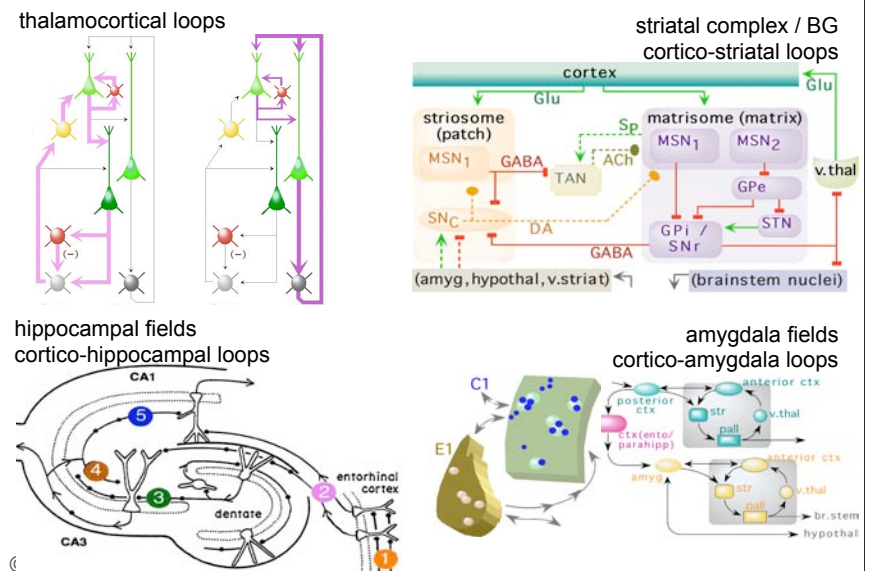 thalamocortical loops
(-)
(-)
striatal complex / BG
cortico-striatal loops
cortex
Glu
Glu
striosome
(patch)
matrisome (matrix)
Sp
MSN1
MSN1
MSN2
ACh
GABA
TAN
v.thal
GPe
SNC
DA
STN
GPi /
SNr
GABA
(amyg,hypothal,v.striat)
(brainstem nuclei)
hippocampal fields
cortico-hippocampal loops
CA1
5
4
3
2
entorhinal
cortex
dentate
CA3
1
©
amygdala fields
cortico-amygdala loops
C1
E1
posterior
ctx
anterior ctx
str
v.thal
pall
ctx(ento/
parahipp)
amyg
anterior ctx
str
v.thal
pall
br.stem
hypothal